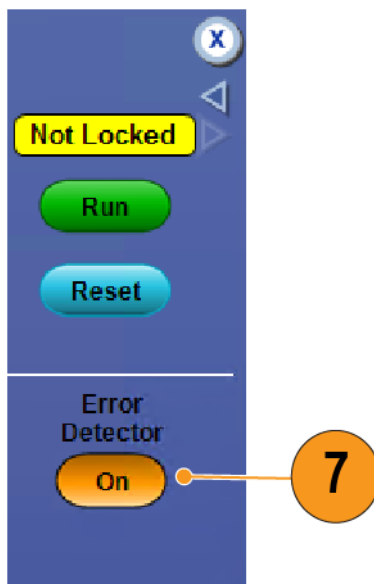 X
Not Locked
Run
Reset
Error
Detector
On
7